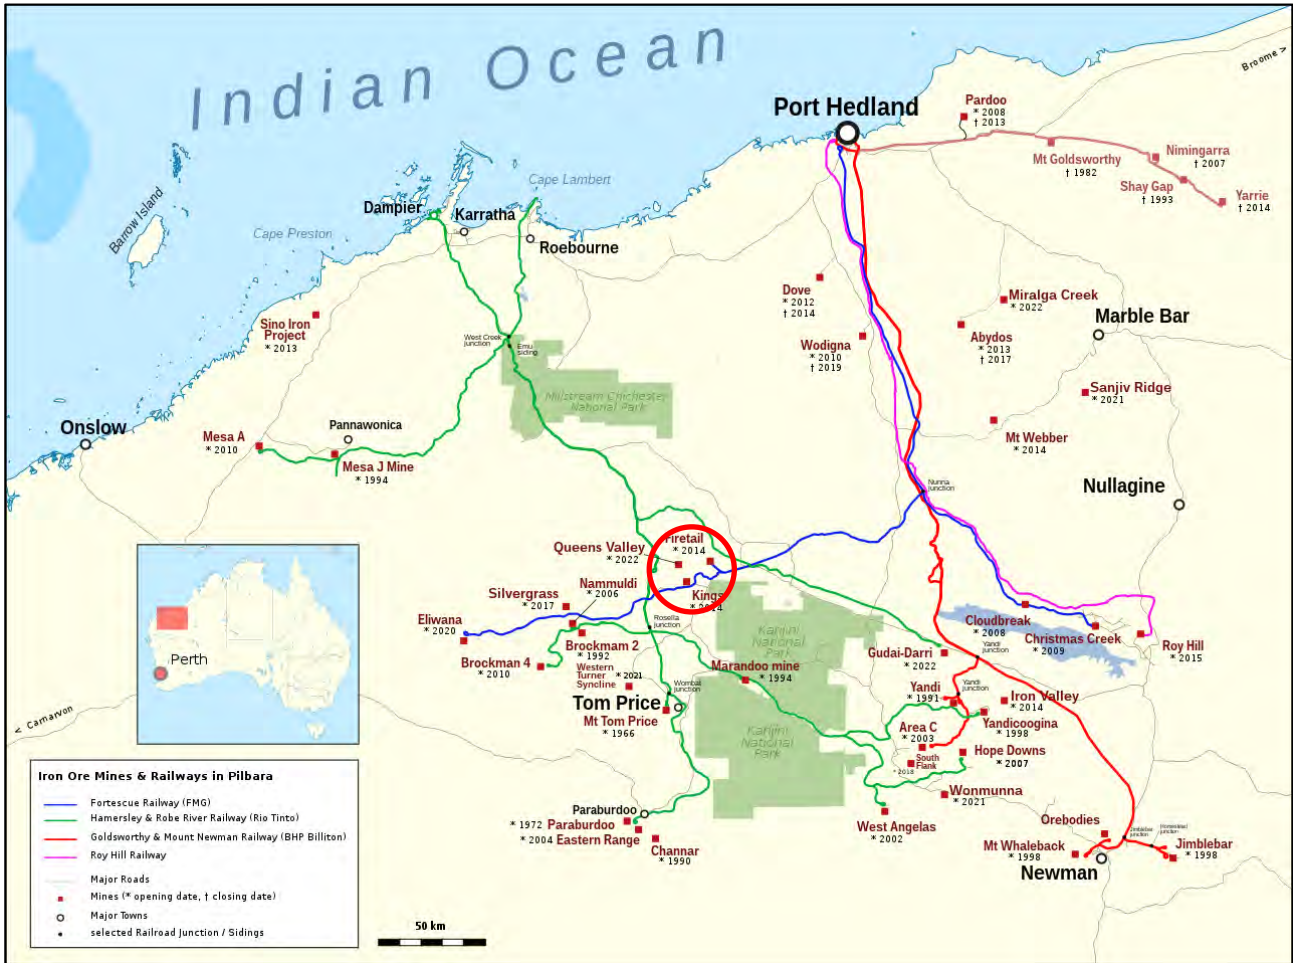 Indian Ocean
Broome >
Port Hedland
Pardoo
* 2008
† 2013
Mt Goldsworthy
† 1982
Nimingarra
† 2007
Shay Gap
† 1993
Yarrie
† 2014
Barrow Island
Cape Lambert
Dampier
Karratha
Cape Preston
Roebourne
Dove
* 2012
† 2014
Miralga Creek
* 2022
Marble Bar
Sino Iron
Project
* 2013
West Creek
junction
Emu
siding
Wodigna
* 2010
† 2019
Abydos
* 2013
† 2017
Millstream Chichester
National Park
Sanjiv Ridge
* 2021
Onslow
Mesa A
* 2010
Pannawonica
Mesa J Mine
* 1994
Mt Webber
* 2014
Nunna
junction
Nullagine
Queens Valley
* 2022
Firetail
* 2014
Kings
* 2014
Nammuldi
* 2006
Silvergrass
* 2017
Eliwana
* 2020
Rosella
junction
Brockmam 2
* 1992
Brockman 4
* 2010
Western
Turner
Syncline
* 2021
Karijini
National
Park
Marandoo mine
* 1994
Cloudbreak
* 2008
Christmas Creek
* 2009
Roy Hill
* 2015
Gudai-Darri
* 2022
Yandi
junction
Perth
Tom Price
Mt Tom Price
* 1966
Wombat
junction
Yandi
* 1991
Yandi
junction
Iron Valley
* 2014
Yandicoogina
* 1998
Area C
* 2003
South
Flank
* 2018
Hope Downs
* 2007
Karijini
National
Park
Wonmunna
* 2021
< Carnarvon
Paraburdoo
* 1972 Paraburdoo
* 2004 Eastern Range
Channar
* 1990
West Angelas
* 2002
Orebodies
Mt Whaleback
* 1998
Jimblebar
* 1998
Newman
Iron Ore Mines & Railways in Pilbara
Fortescue Railway (FMG)
Hamersley & Robe River Railway (Rio Tinto)
Goldsworthy & Mount Newman Railway (BHP Billiton)
Roy Hill Railway
Major Roads
Mines (* opening date, † closing date)
Major Towns
selected Railroad Junction / Sidings
50 km